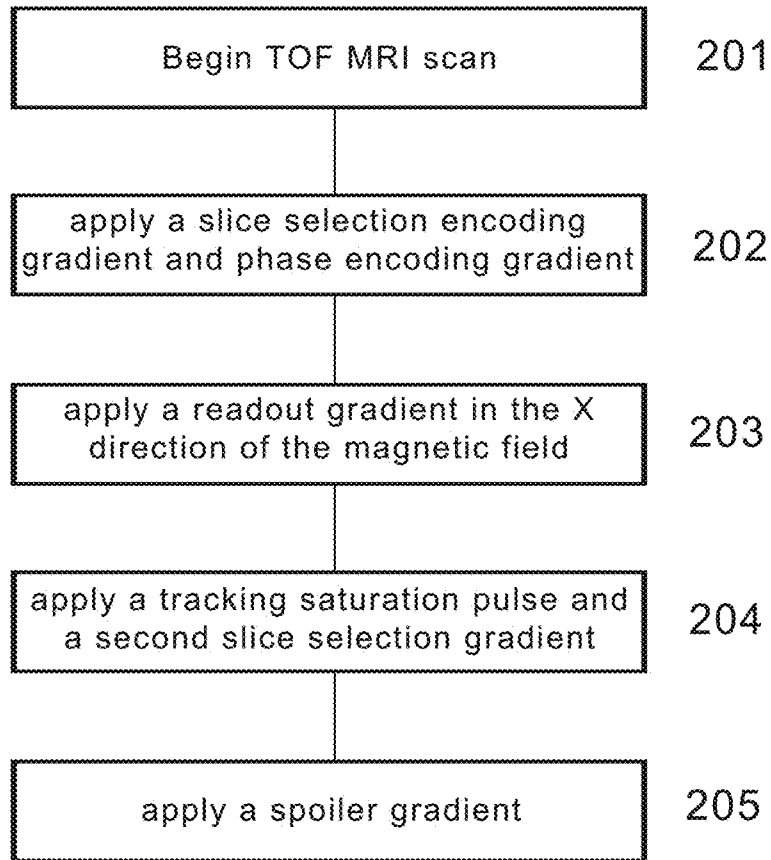 Begin TOF MRI scan 201
apply a slice selection encoding
gradient and phase encoding gradient 202
apply a readout gradient in the X
direction of the magnetic field 203
apply a tracking saturation pulse and
a second slice selection gradient 204
apply a spoiler gradient 205